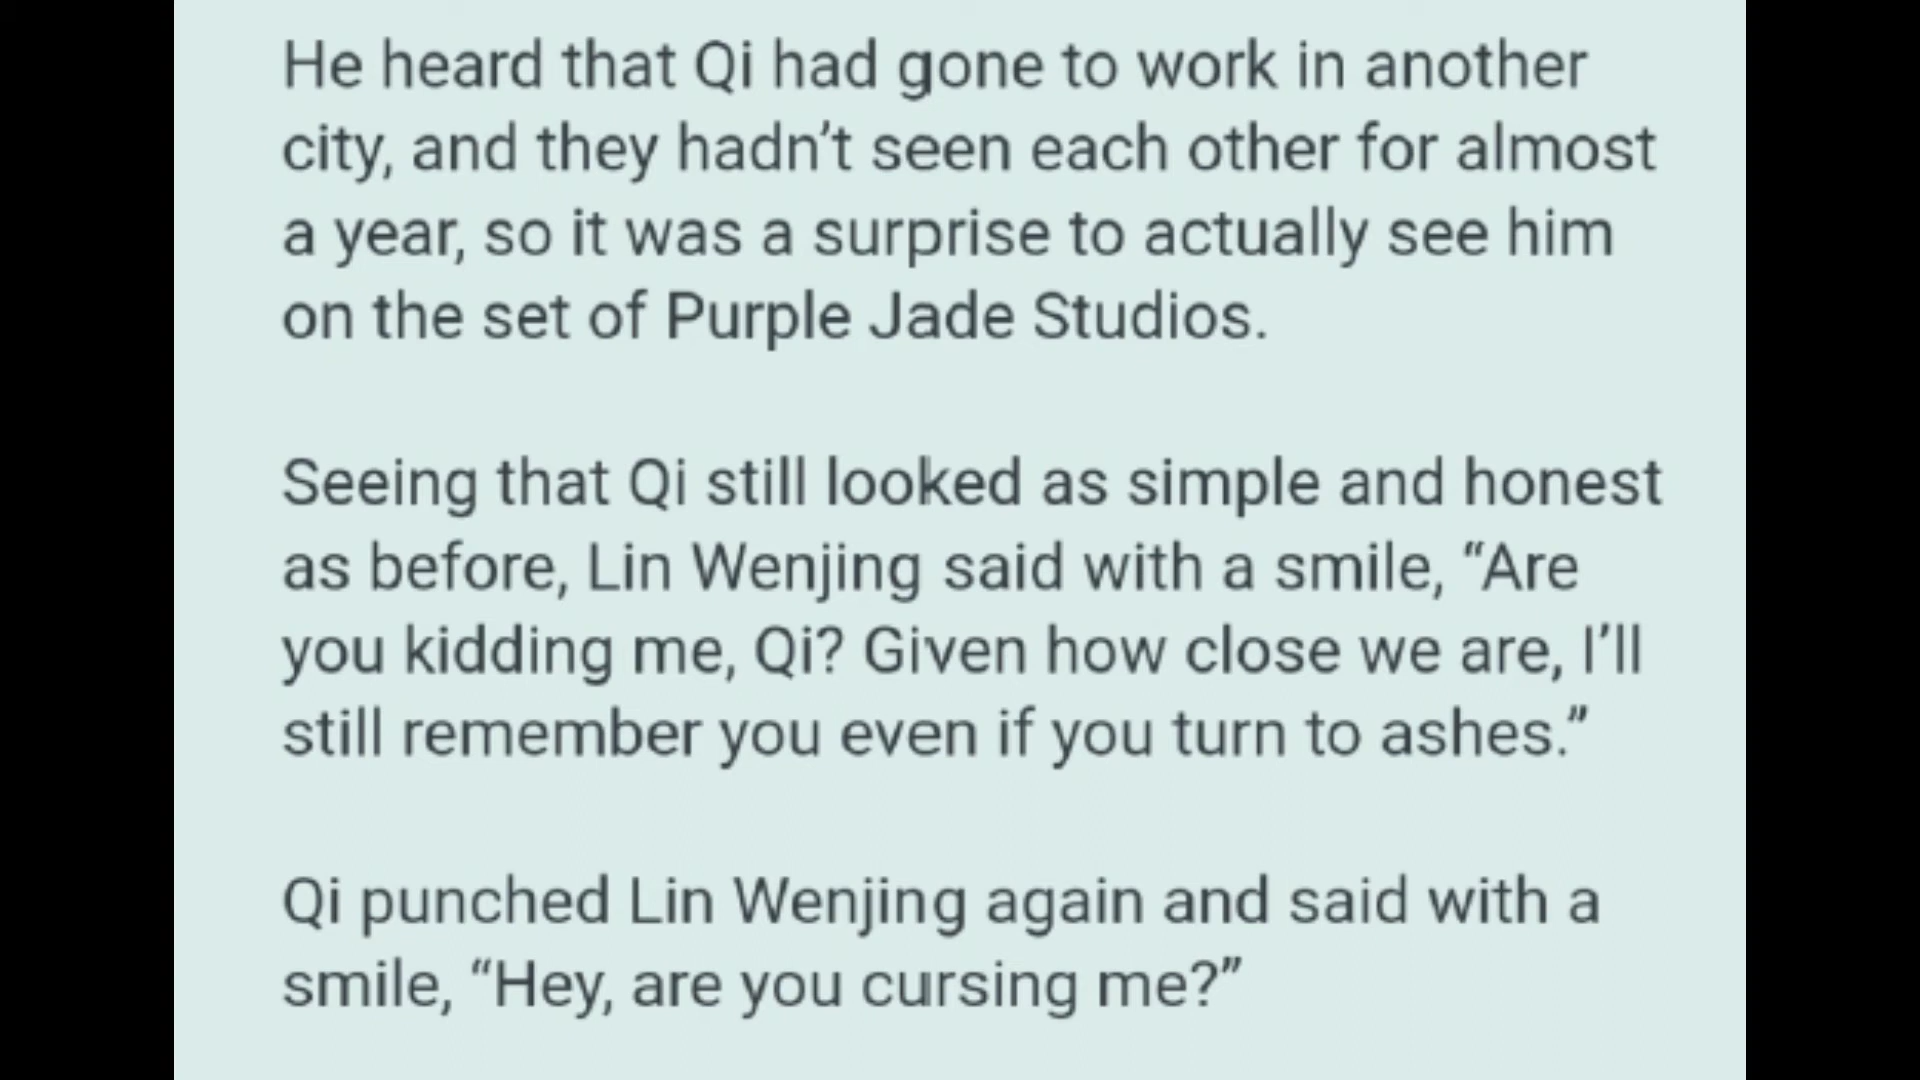 He heard that Qi had gone to work in another
city, and they hadn’t seen each other for almost
a year, so it was a surprise to actually see him
on the set of Purple Jade Studios.
Seeing that Qi still looked as simple and honest
as before, Lin Wenjing said with a smile, “Are
you kidding me, Qi? Given how close we are, I’ll
still remember you even if you turn to ashes.”
Qi punched Lin Wenjing again and said with a
smile, “Hey, are you cursing me?”